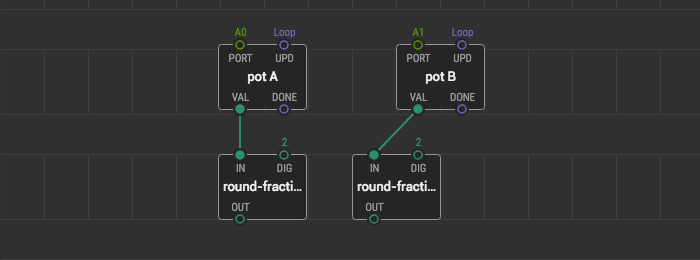 A0 Loop A1 Loop
PORT UPD PORT UPD
pot A pot B
VAL DONE VAL DONE
2 2
IN DIG IN DIG
round-fracti... round-fracti...
OUT OUT